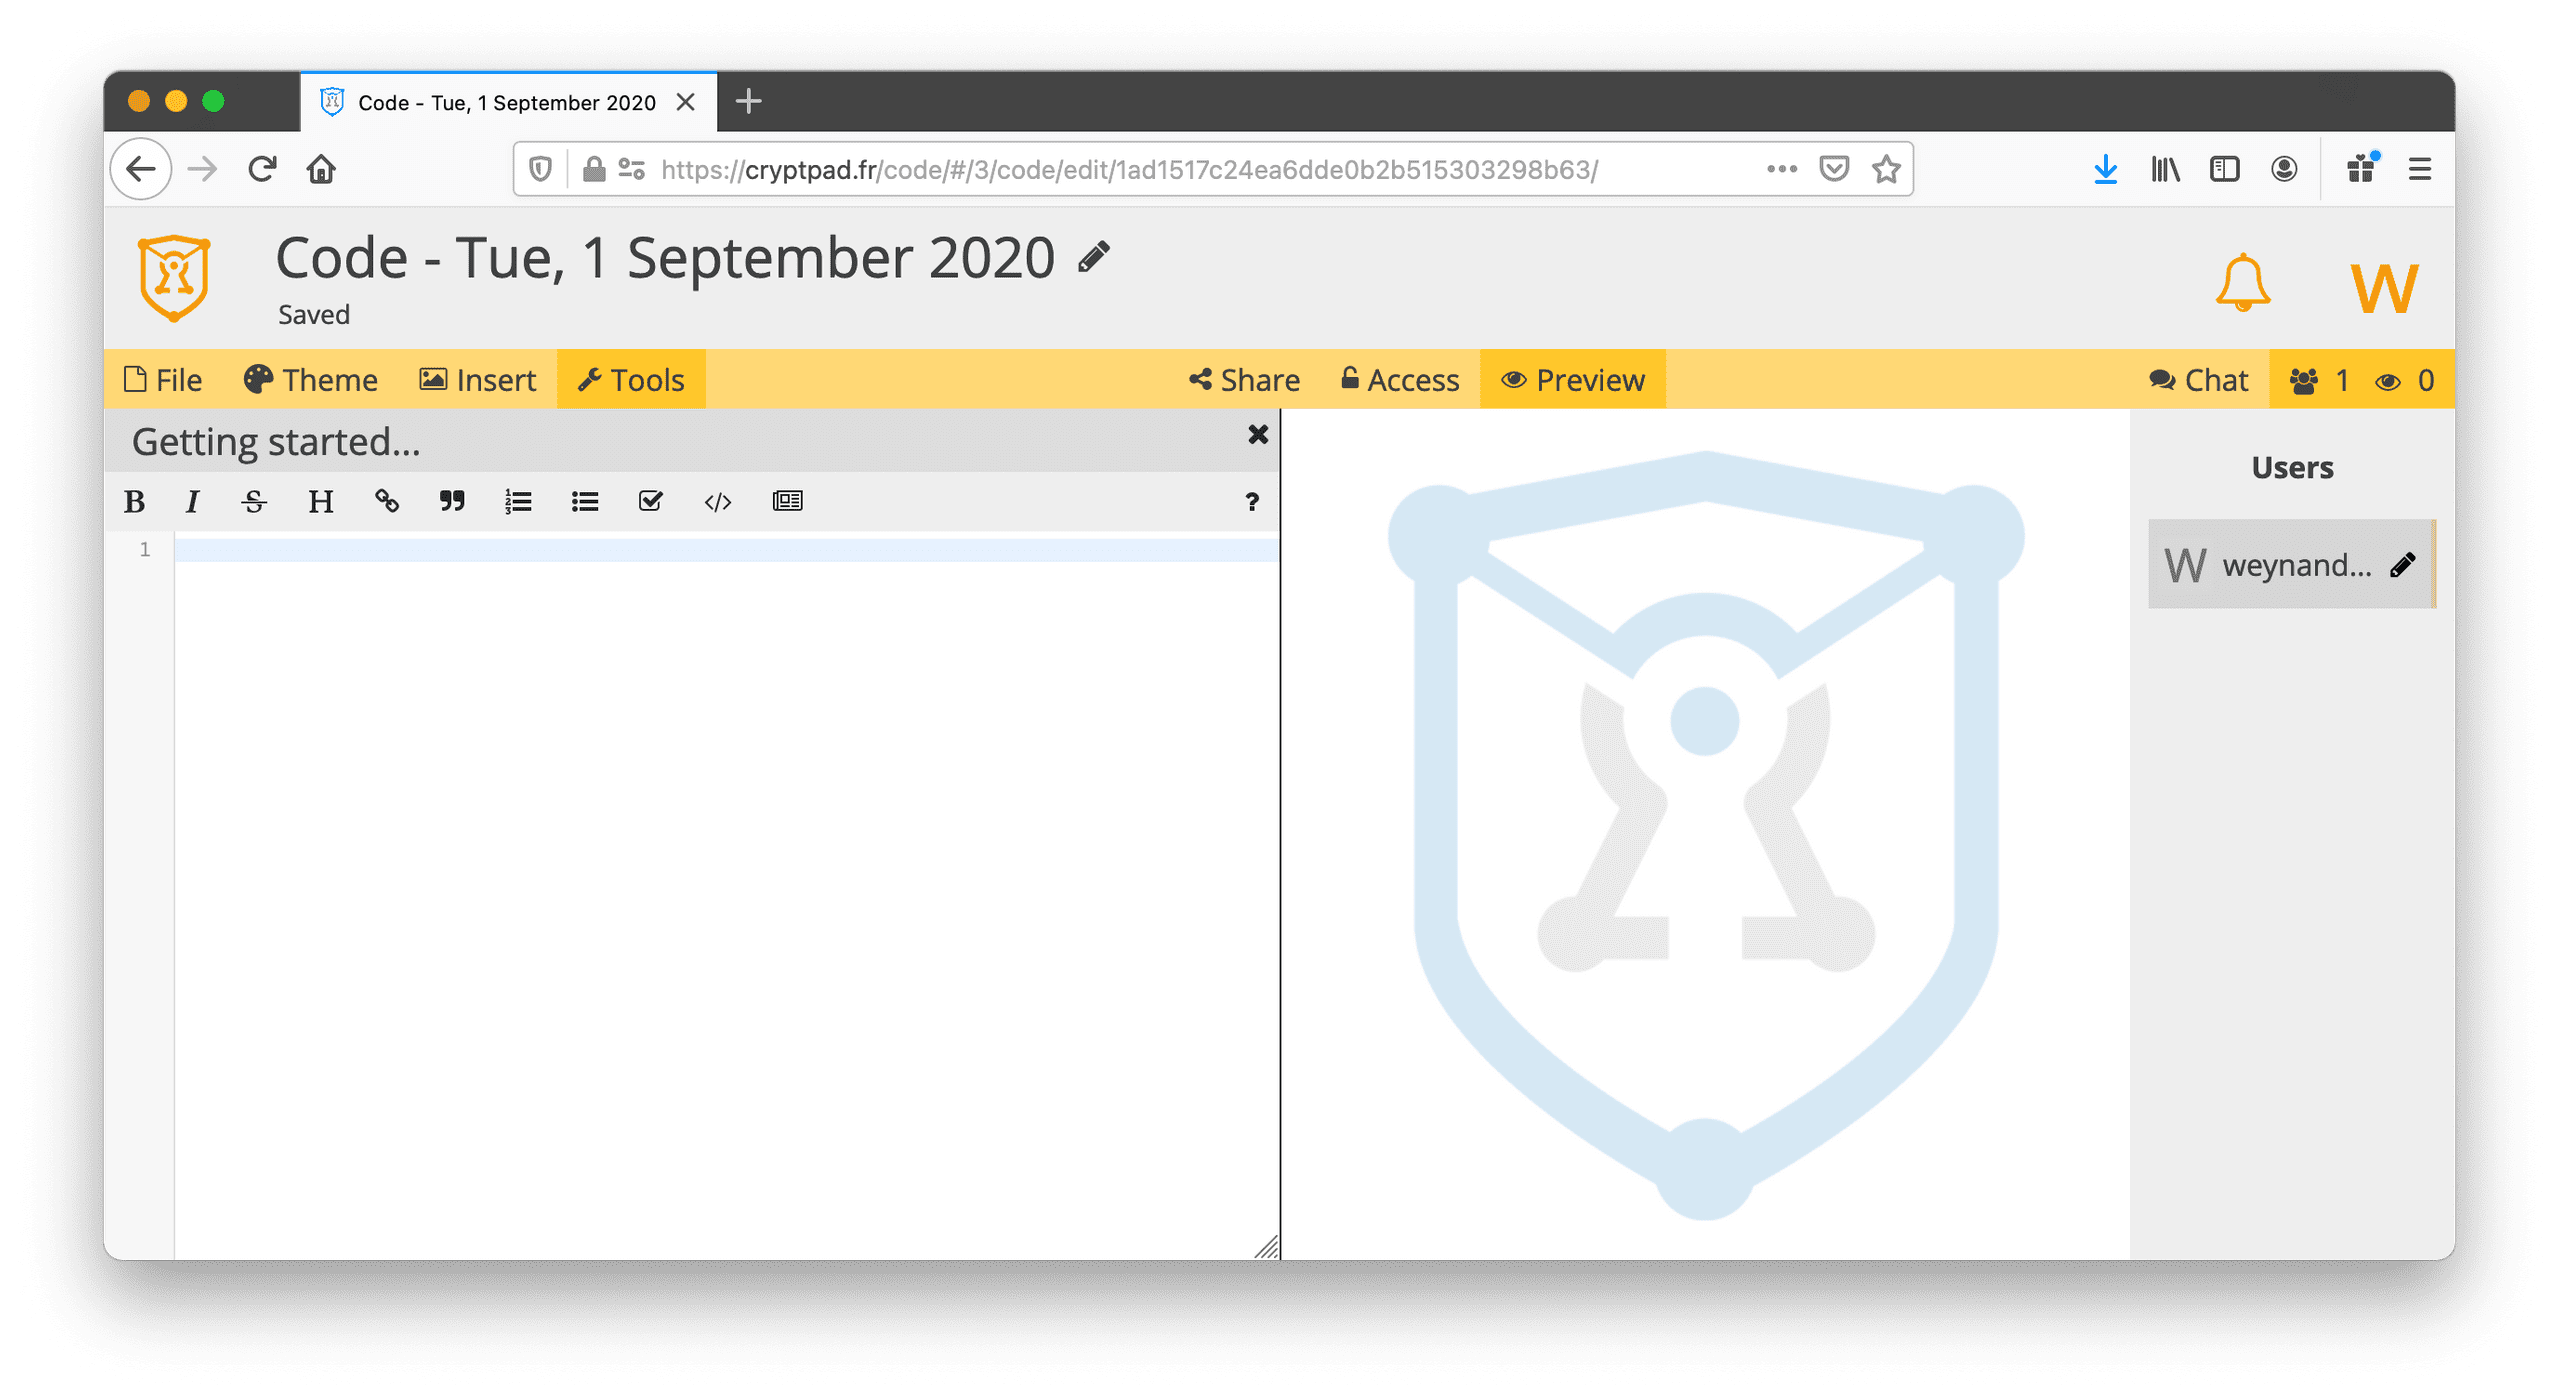 Code - Tue, 1 September 2020
https://cryptpad.fr/code/#/3/code/edit/1ad1517c24ea6dde0b2b515303298b63/
Code - Tue, 1 September 2020
Saved
W
File Theme Insert Tools Share Access Preview Chat 1 0
Getting started...
Users
B I S H </> ?
W weynand...
1